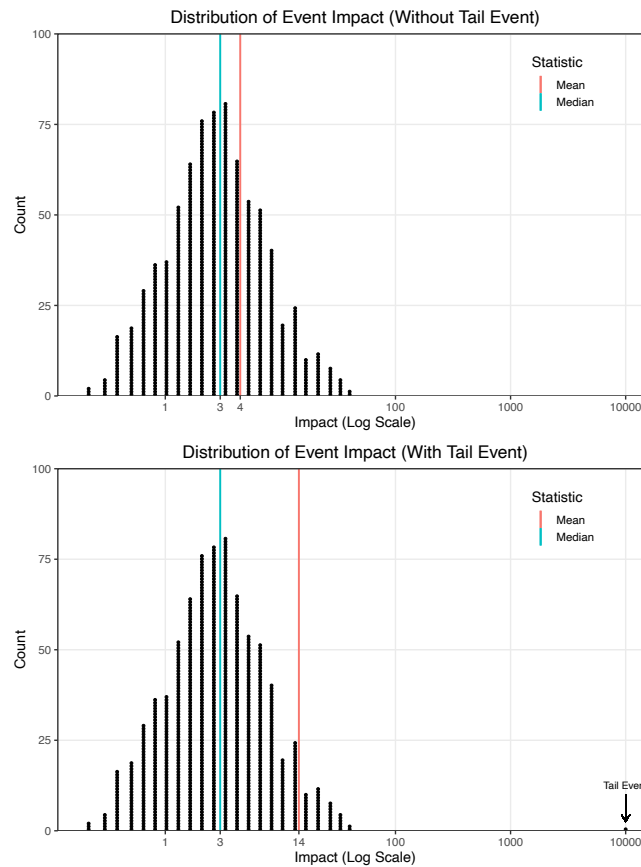 Distribution of Event Impact (Without Tail Event)
100
75
50
25
0
Count
Statistic
Mean
Median
1 3 4 100 1000 10000
Impact (Log Scale)
Distribution of Event Impact (With Tail Event)
100
75
50
25
0
Count
Statistic
Mean
Median
Tail Even
1 3 14 100 1000 10000
Impact (Log Scale)